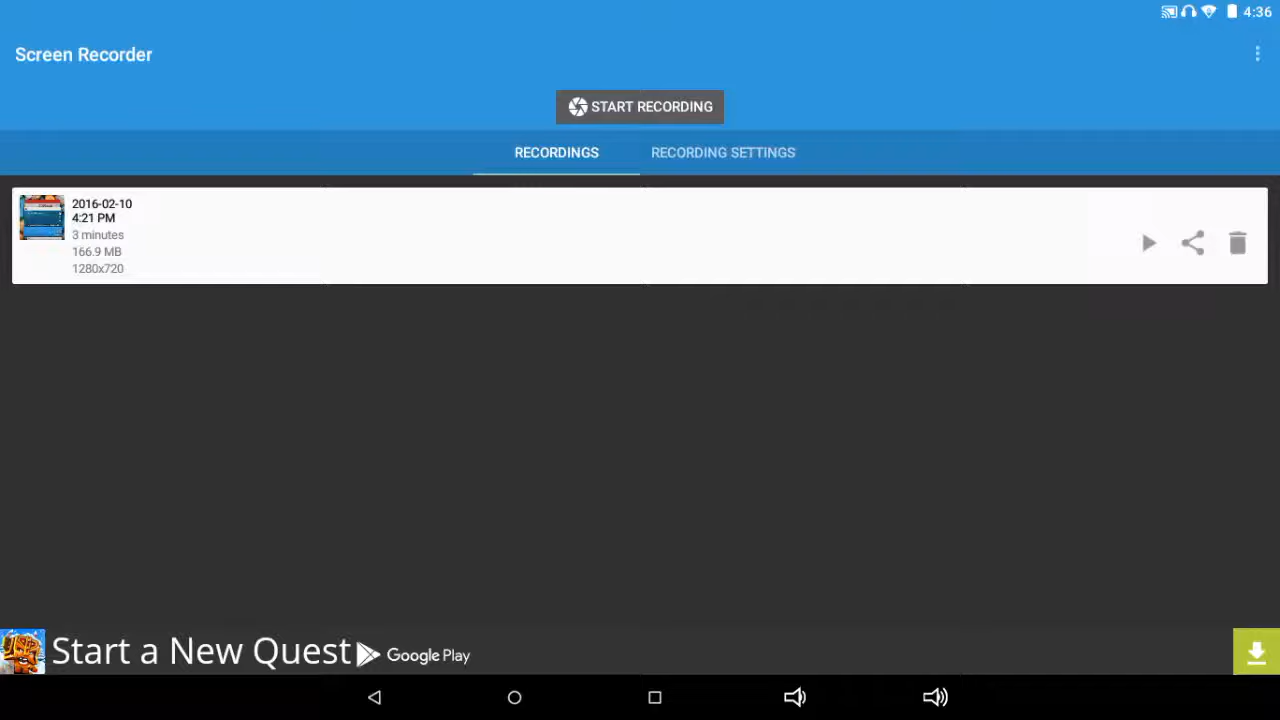 4:36
Screen Recorder
START RECORDING
RECORDINGS
RECORDING SETTINGS
2016-02-10
4:21 PM
3 minutes
166.9 MB
1280x720
Start a New Quest Google Play